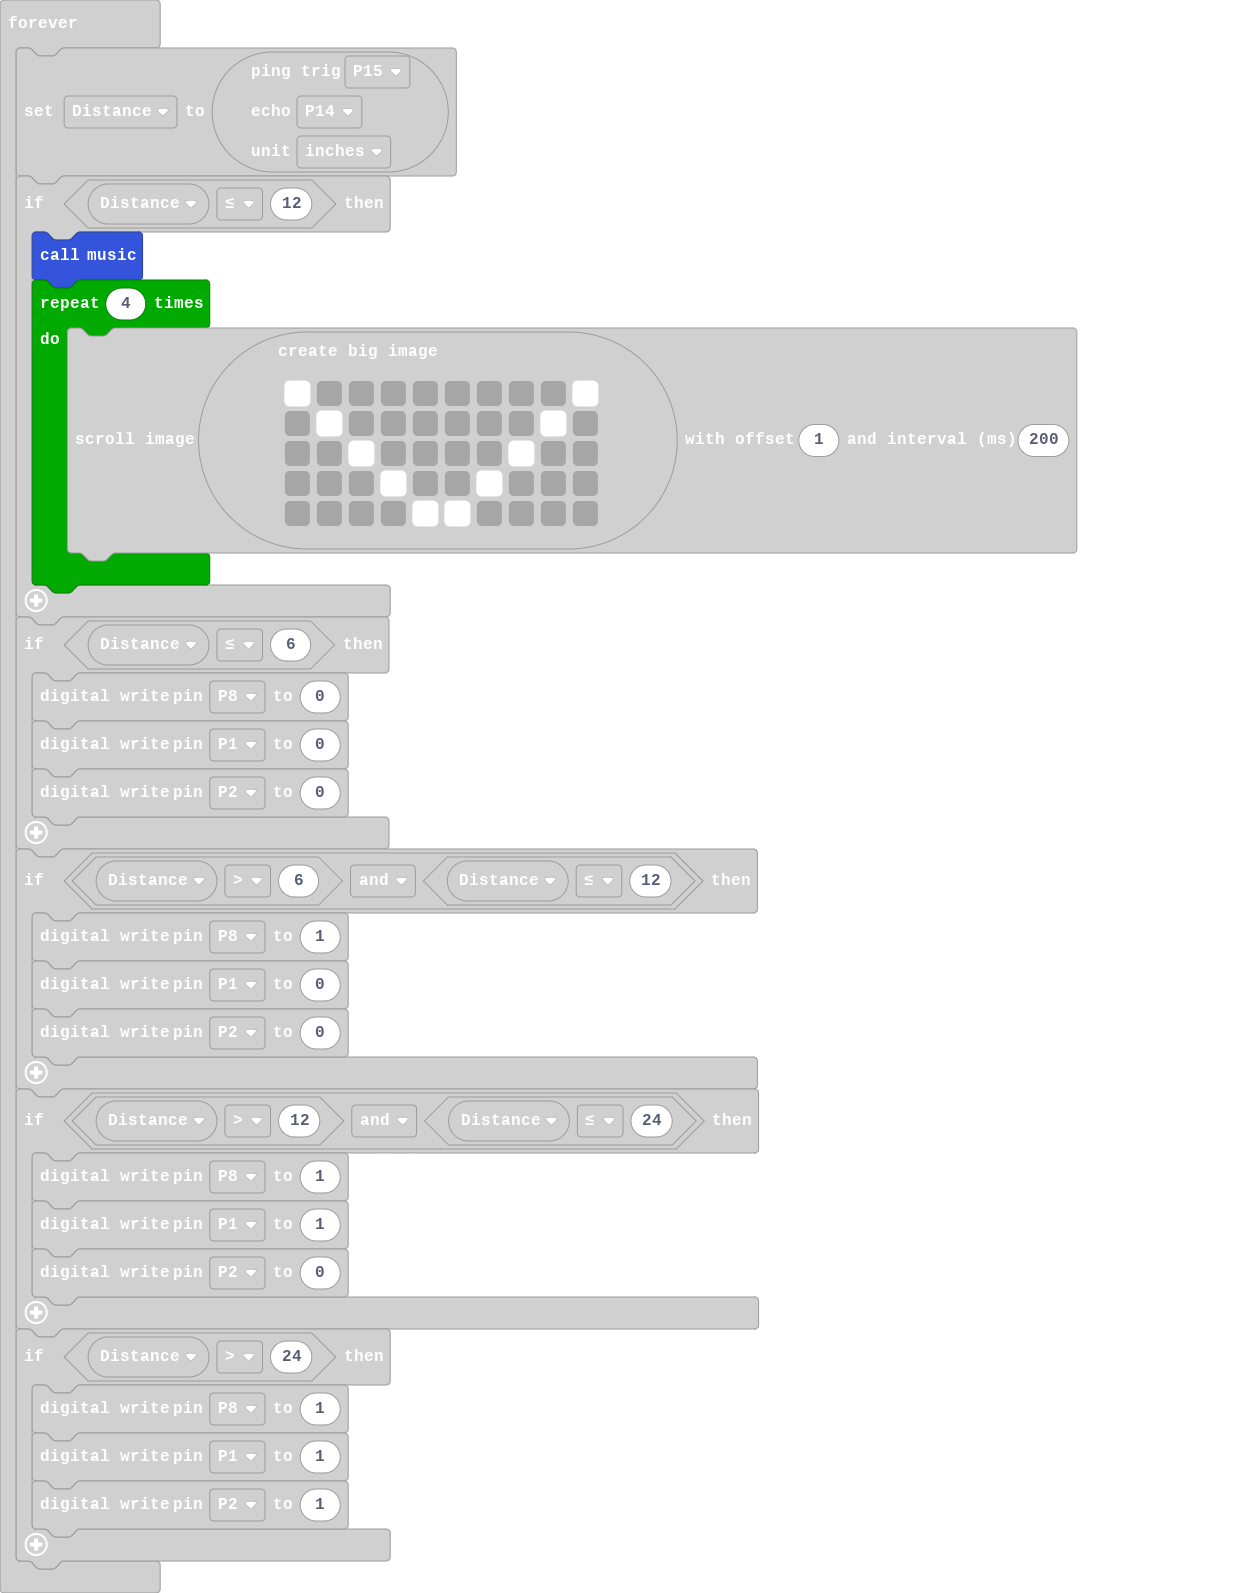 forever
ping trig P15
set Distance to echo P14
unit inches
if Distance ≤ 12 then
call music
repeat 4 times
do
create big image
scroll image with offset 1 and interval (ms) 200
if Distance ≤ 6 then
digital write pin P8 to 0
digital write pin P1 to 0
digital write pin P2 to 0
if Distance > 6 and Distance ≤ 12 then
digital write pin P8 to 1
digital write pin P1 to 0
digital write pin P2 to 0
if Distance > 12 and Distance ≤ 24 then
digital write pin P8 to 1
digital write pin P1 to 1
digital write pin P2 to 0
if Distance > 24 then
digital write pin P8 to 1
digital write pin P1 to 1
digital write pin P2 to 1